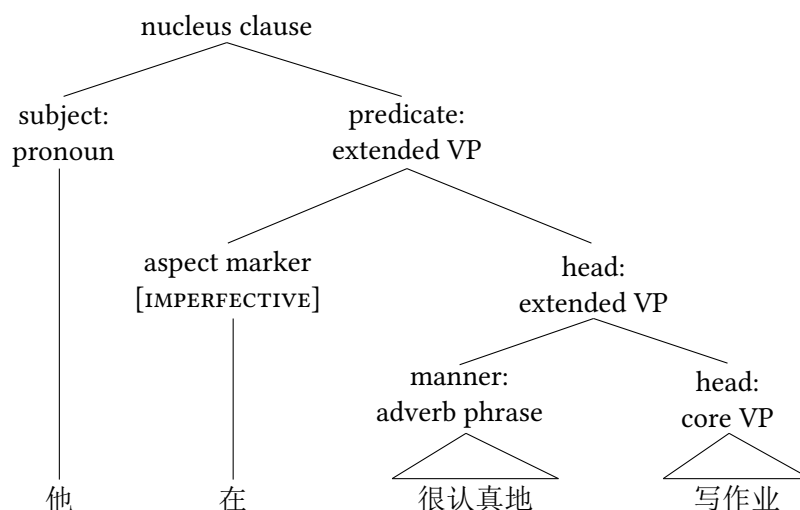 nucleus clause
subject: predicate:
pronoun extended VP
aspect marker head:
[IMPERFECTIVE] extended VP
manner: head:
adverb phrase core VP
他 在 很认真地 写作业